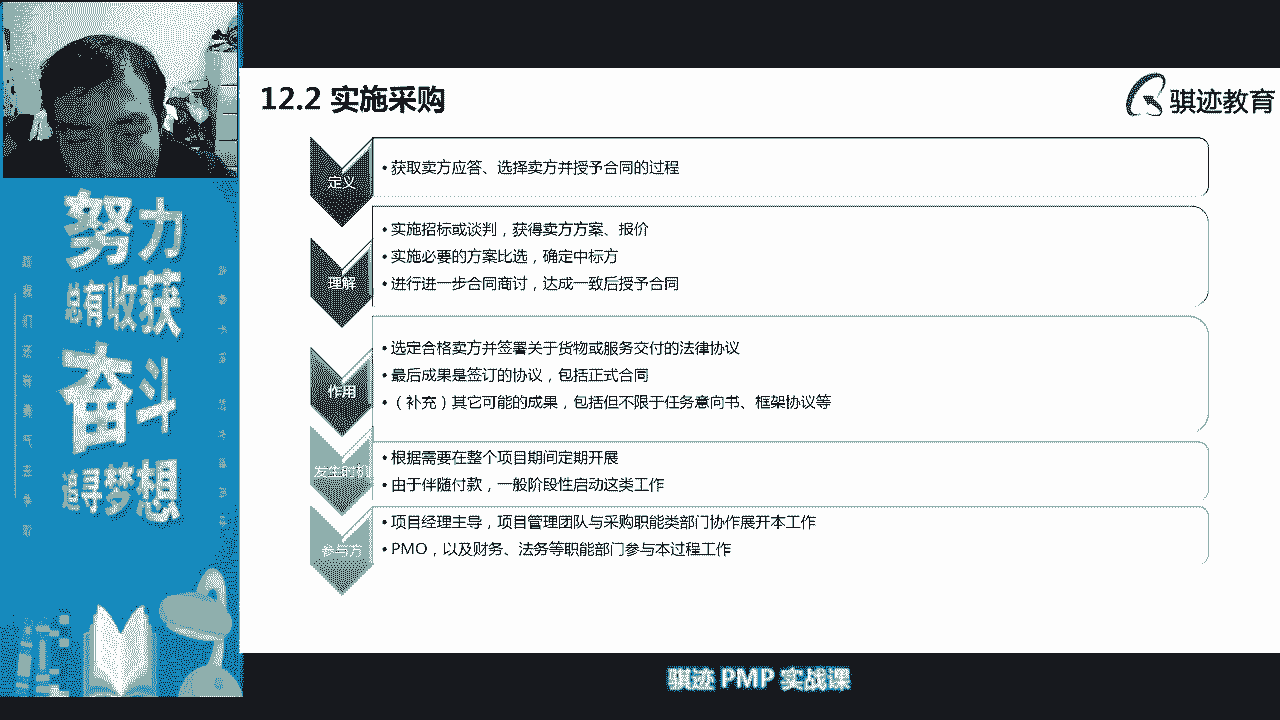 12.2 实施采购
骐迹教育
定义
•获取卖方应答、选择卖方并授予合同的过程
理解
•实施招标或谈判，获得卖方方案、报价
•实施必要的方案比选，确定中标方
•进行进一步合同商讨，达成一致后授予合同
作用
•选定合格卖方并签署关于货物或服务交付的法律协议
•最后成果是签订的协议，包括正式合同
•（补充）其它可能的成果，包括但不限于任务意向书、框架协议等
发生时机
•根据需要在整个项目期间定期开展
•由于伴随付款，一般阶段性启动这类工作
参与方
•项目经理主导，项目管理团队与采购职能类部门协作展开本工作
•PMO，以及财务、法务等职能部门参与本过程工作
努力
总有收获
奋斗
追寻梦想
骐迹 PMP 实战课